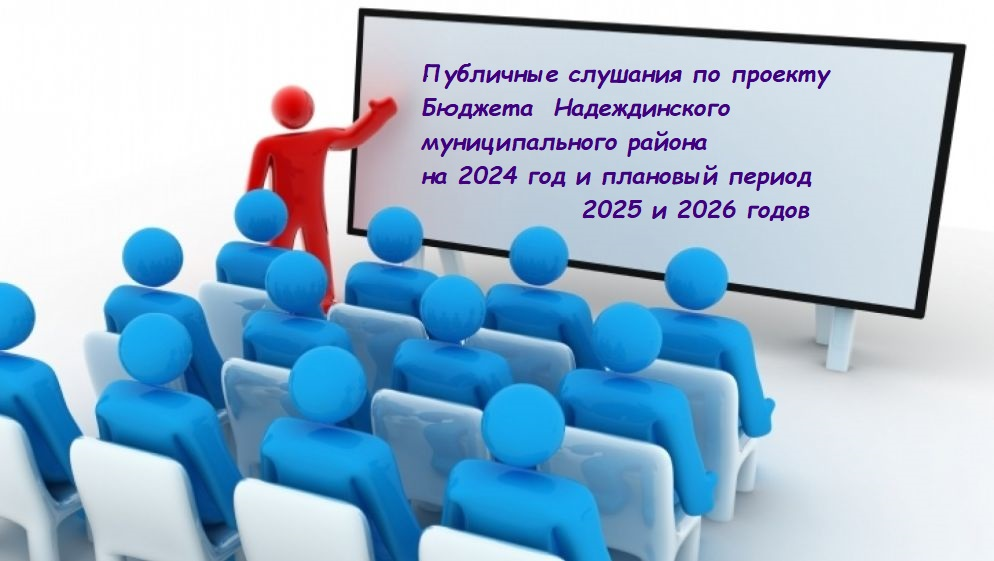 Публичные слушания по проекту
Бюджета Надеждинского
муниципального района
на 2024 год и плановый период
2025 и 2026 годов